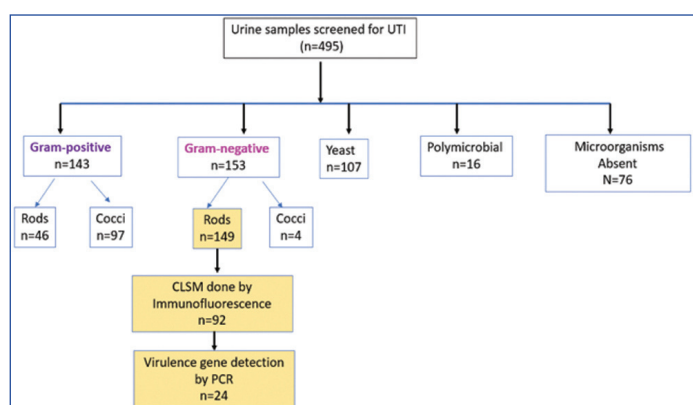 Urine samples screened for UTI
(n=495)
Gram-positive
n=143
Gram-negative
n=153
Yeast
n=107
Polymicrobial
n=16
Microorganisms
Absent
N=76
Rods
n=46
Cocci
n=97
Rods
n=149
Cocci
n=4
CLSM done by
Immunofluorescence
n=92
Virulence gene detection
by PCR
n=24